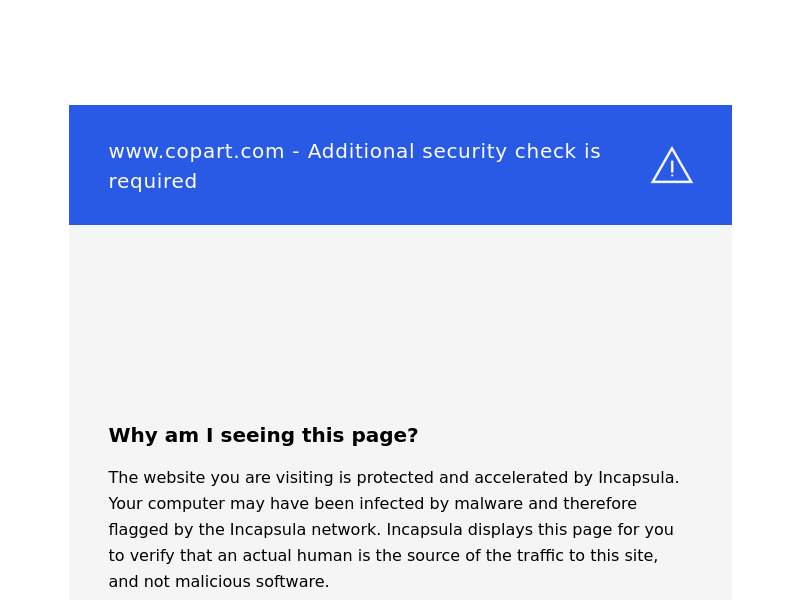 www.copart.com - Additional security check is
required
Why am I seeing this page?
The website you are visiting is protected and accelerated by Incapsula.
Your computer may have been infected by malware and therefore
flagged by the Incapsula network. Incapsula displays this page for you
to verify that an actual human is the source of the traffic to this site,
and not malicious software.